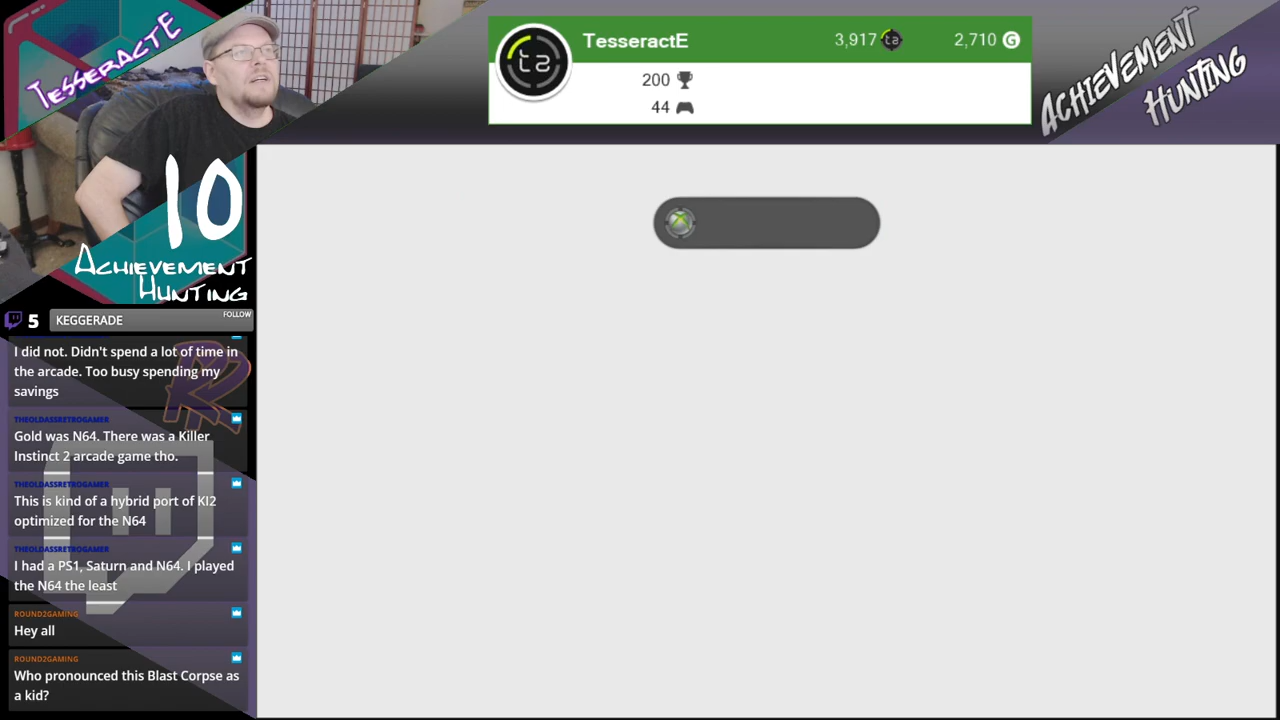 TESSERACTE
TesseractE
3,917 ta
2,710 G
200
44
ta
ACHIEVEMENT
HUNTING
10
ACHIEVEMENT
HUNTING
5 KEGGERADE FOLLOW
I did not. Didn't spend a lot of time in
the arcade. Too busy spending my
savings
THEOLDASSRETROGAMER
Gold was N64. There was a Killer
Instinct 2 arcade game tho.
THEOLDASSRETROGAMER
This is kind of a hybrid port of KI2
optimized for the N64
THEOLDASSRETROGAMER
I had a PS1, Saturn and N64. I played
the N64 the least
ROUND2GAMING
Hey all
ROUND2GAMING
Who pronounced this Blast Corpse as
a kid?